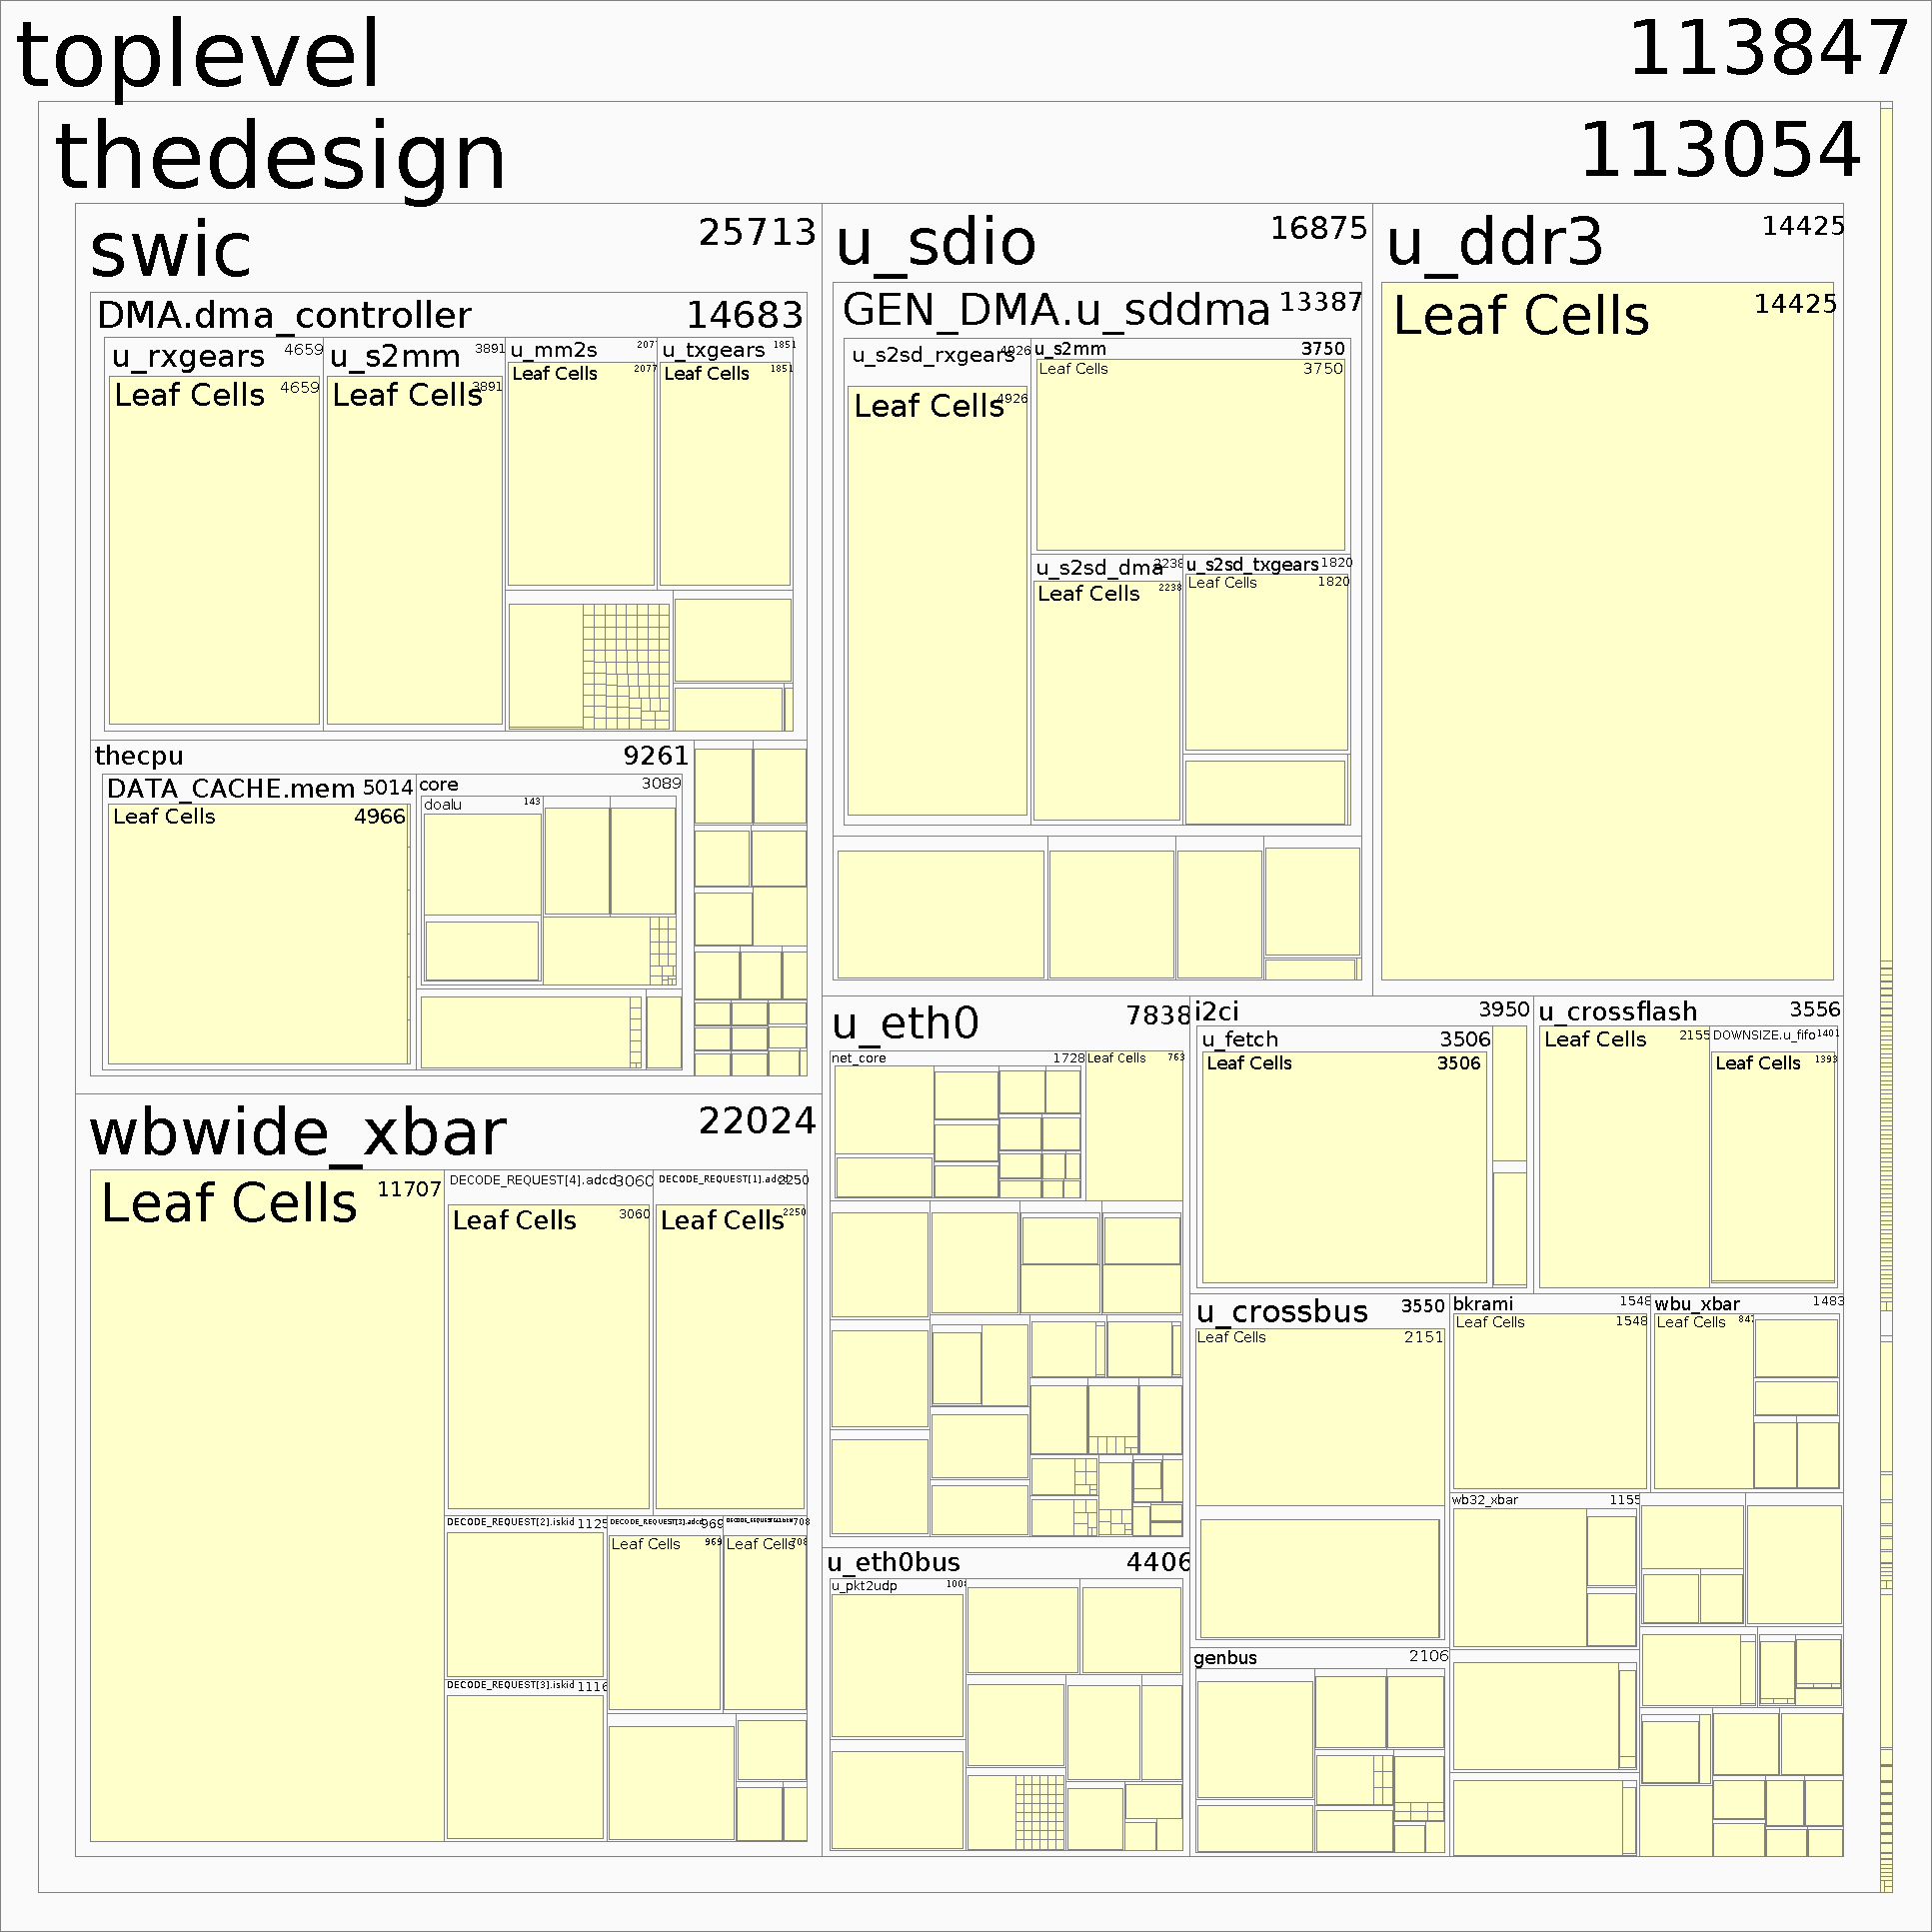 toplevel 113847
thedesign 113054
swic 25713
DMA.dma_controller 14683
u_rxgears 4659
Leaf Cells 4659
u_s2mm 3891
Leaf Cells 3891
u_mm2s 2077
Leaf Cells 2077
u_txgears 1851
Leaf Cells 1851
thecpu 9261
DATA_CACHE.mem 5014
Leaf Cells 4966
core 3089
doalu 143
wbwide_xbar 22024
Leaf Cells 11707
DECODE_REQUEST[4].adcd 3060
Leaf Cells 3060
DECODE_REQUEST[1].adcd 2250
Leaf Cells 2250
DECODE_REQUEST[2].iskid 1125
DECODE_REQUEST[3].iskid 1116
DECODE_REQUEST[3].adcd 969
Leaf Cells 969
708
Leaf Cells 708
u_sdio 16875
GEN_DMA.u_sddma 13387
u_s2sd_rxgears 4926
Leaf Cells 4926
u_s2mm 3750
Leaf Cells 3750
u_s2sd_dma 2238
Leaf Cells 2238
u_s2sd_txgears 1820
Leaf Cells 1820
u_ddr3 14425
Leaf Cells 14425
u_eth0 7838
net_core 1728
Leaf Cells 763
u_eth0bus 4406
u_pkt2udp 100
i2ci 3950
u_fetch 3506
Leaf Cells 3506
u_crossflash 3556
Leaf Cells 2155
DOWNSIZE.u_fifo 1401
Leaf Cells 1393
u_crossbus 3550
Leaf Cells 2151
genbus 2106
bkrami 1548
Leaf Cells 1548
wbu_xbar 1483
Leaf Cells 847
wb32_xbar 1155